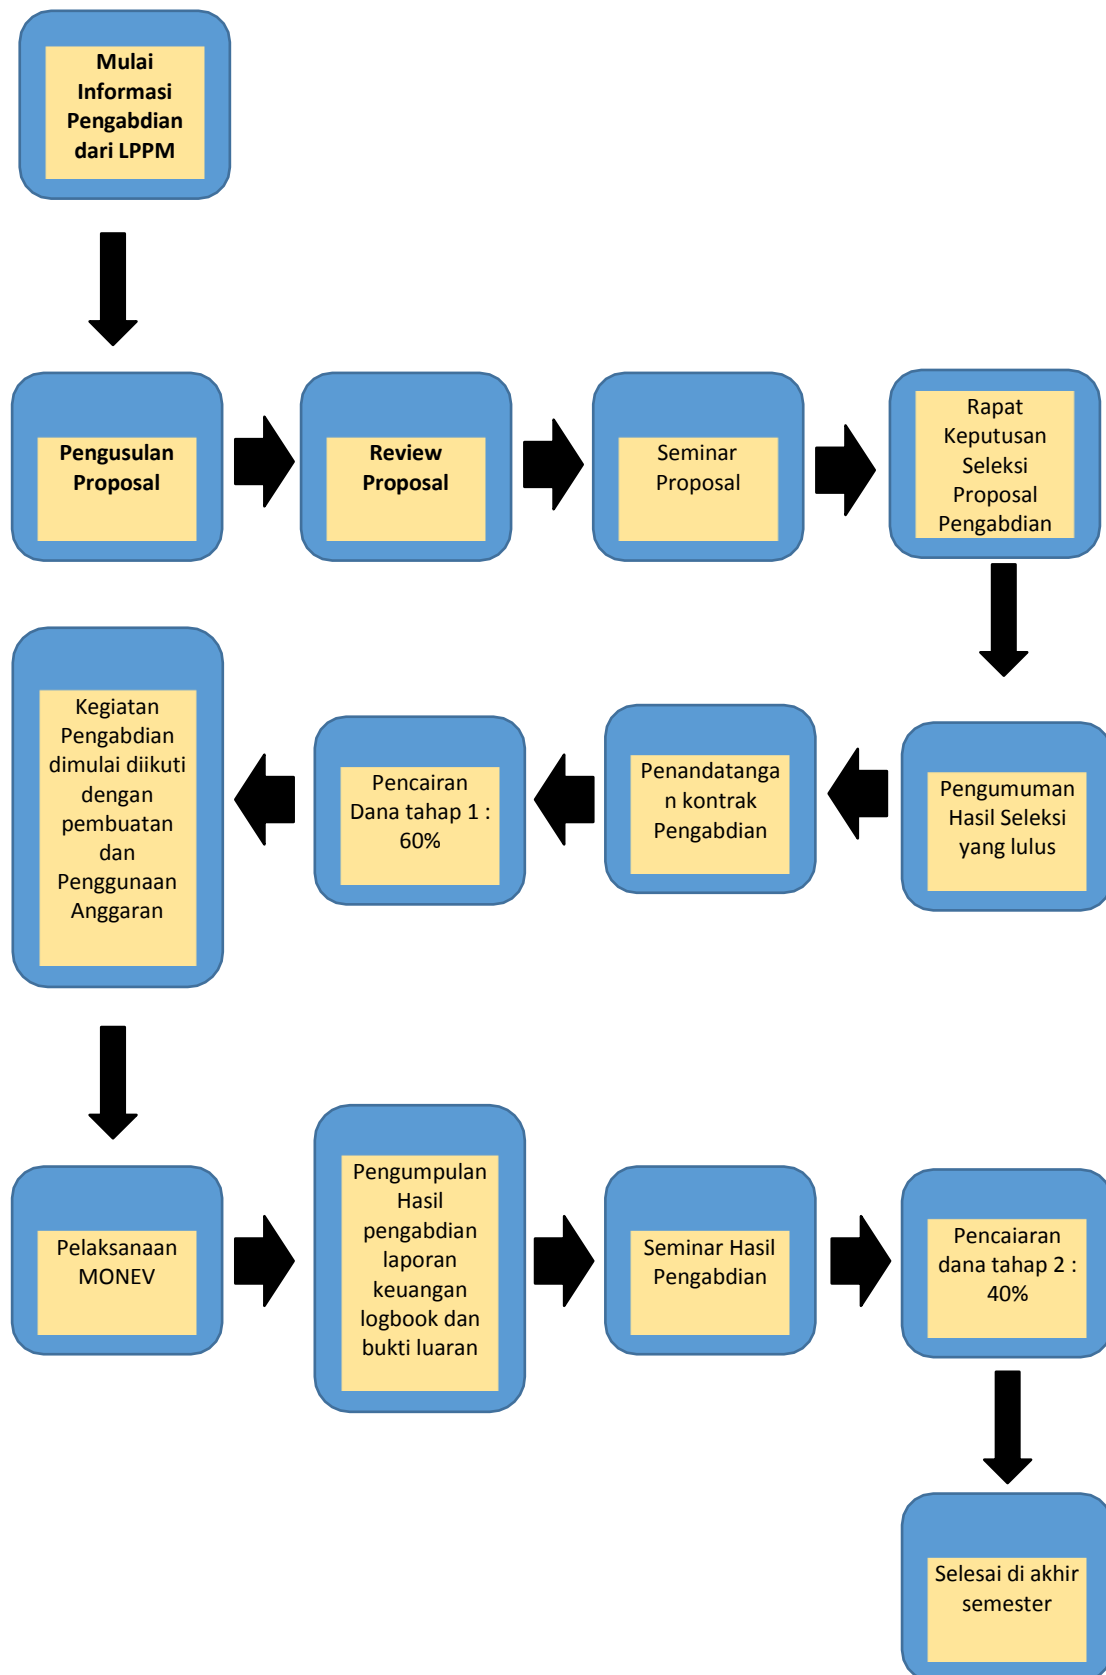 Mulai
Informasi
Pengabdian
dari LPPM
Pengusulan
Proposal
Review
Proposal
Seminar
Proposal
Rapat
Keputusan
Seleksi
Proposal
Pengabdian
Pengumuman
Hasil Seleksi
yang lulus
Penandatanga
n kontrak
Pengabdian
Pencairan
Dana tahap 1 :
60%
Kegiatan
Pengabdian
dimulai diikuti
dengan
pembuatan
dan
Penggunaan
Anggaran
Pelaksanaan
MONEV
Pengumpulan
Hasil
pengabdian
laporan
keuangan
logbook dan
bukti luaran
Seminar Hasil
Pengabdian
Pencaiaran
dana tahap 2 :
40%
Selesai di akhir
semester